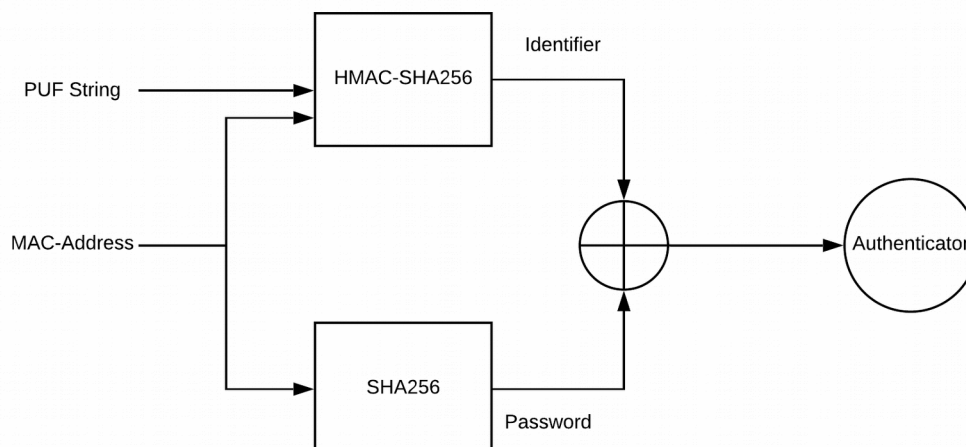 Identifier
HMAC-SHA256
PUF String
MAC-Address
Authenticator
SHA256
Password